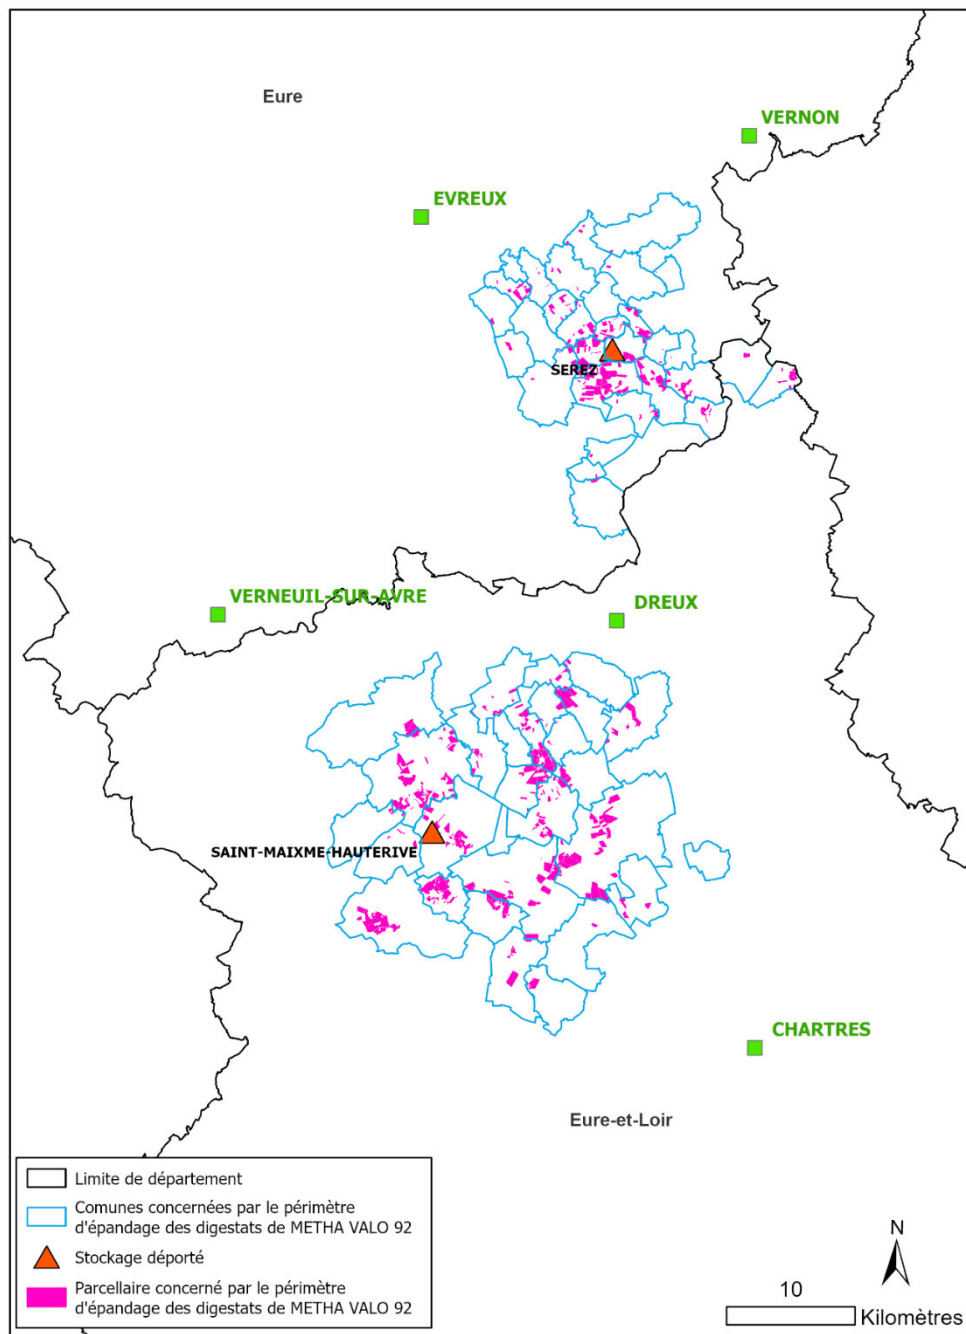 Eure
VERNON
EVREUX
SEREZ
VERNEUIL-SUR-AVRE
DREUX
SAINT-MAIXME-HAUTERIVE
CHARTRES
Eure-et-Loir
Limite de département
Comunes concernées par le périmètre
d'épandage des digestats de METHA VALO 92
Stockage déporté
Parcellaire concerné par le périmètre
d'épandage des digestats de METHA VALO 92
N
10
Kilomètres